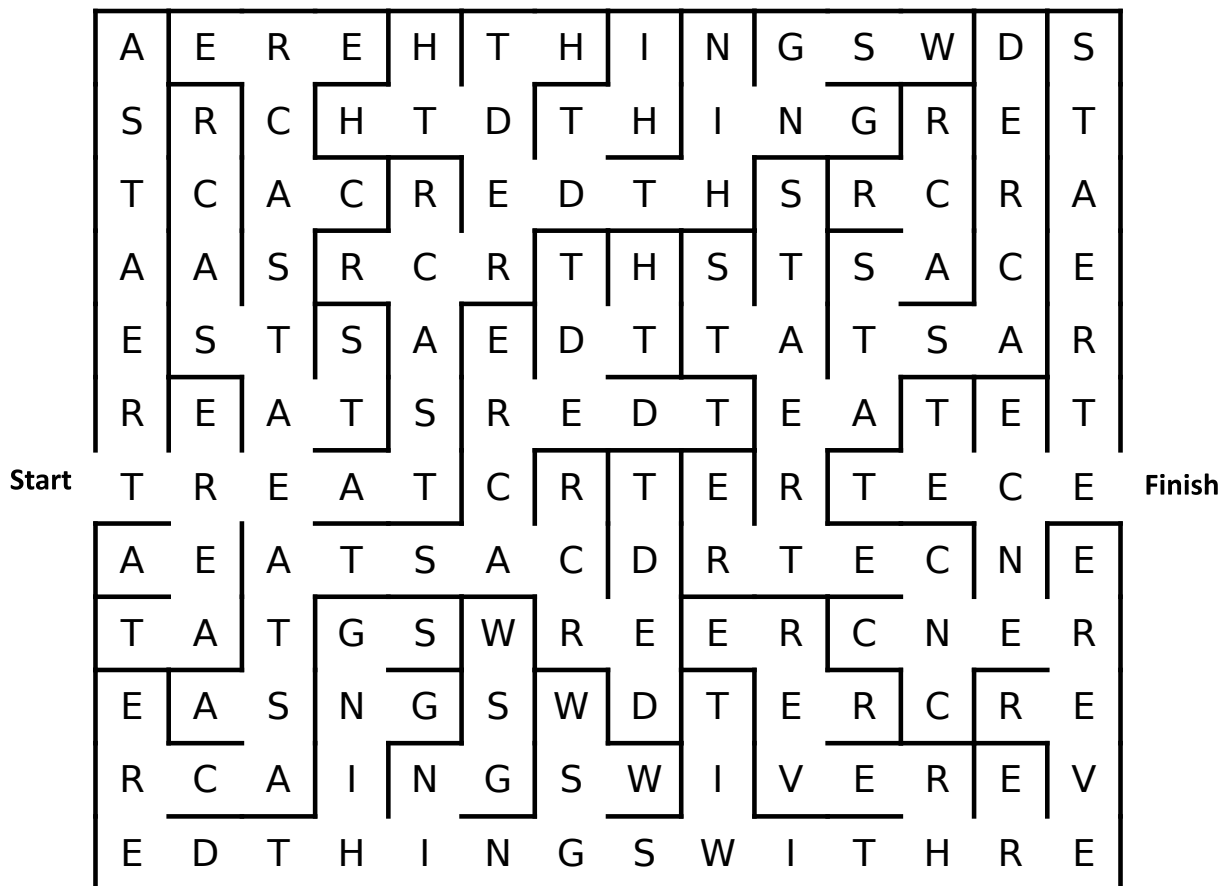 A E R E H T H I N G S W D S
S R C H T D T H I N G R E T
T C A C R E D T H S R C R A
A A S R C R T H S T S A C E
E S T S A E D T T A T S A R
R E A T S R E D T E A T E T
Start T R E A T C R T E R T E C E Finish
A E A T S A C D R T E C N E
T A T G S W R E E R C N E R
E A S N G S W D T E R C R E
R C A I N G S W I V E R E V
E D T H I N G S W I T H R E